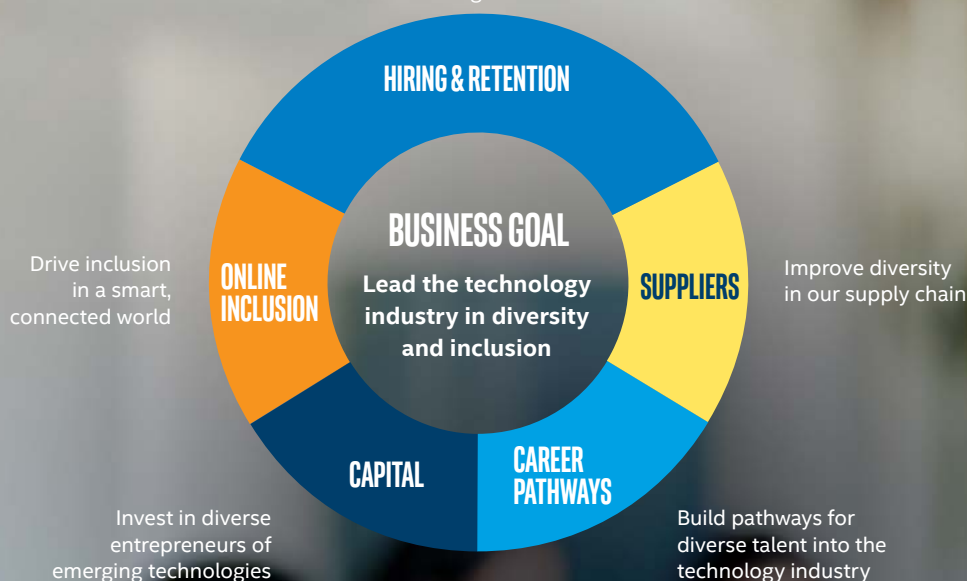 HIRING & RETENTION
BUSINESS GOAL
Lead the technology
industry in diversity
and inclusion
ONLINE
INCLUSION
Drive inclusion
in a smart,
connected world
SUPPLIERS
Improve diversity
in our supply chain
CAPITAL
Invest in diverse
entrepreneurs of
emerging technologies
CAREER
PATHWAYS
Build pathways for
diverse talent into the
technology industry